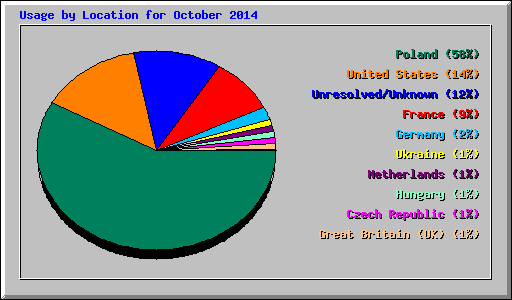 Usage by Location for October 2014
Poland (58%)
United States (14%)
Unresolved/Unknown (12%)
France (9%)
Germany (2%)
Ukraine (1%)
Netherlands (1%)
Hungary (1%)
Czech Republic (1%)
Great Britain (UK) (1%)